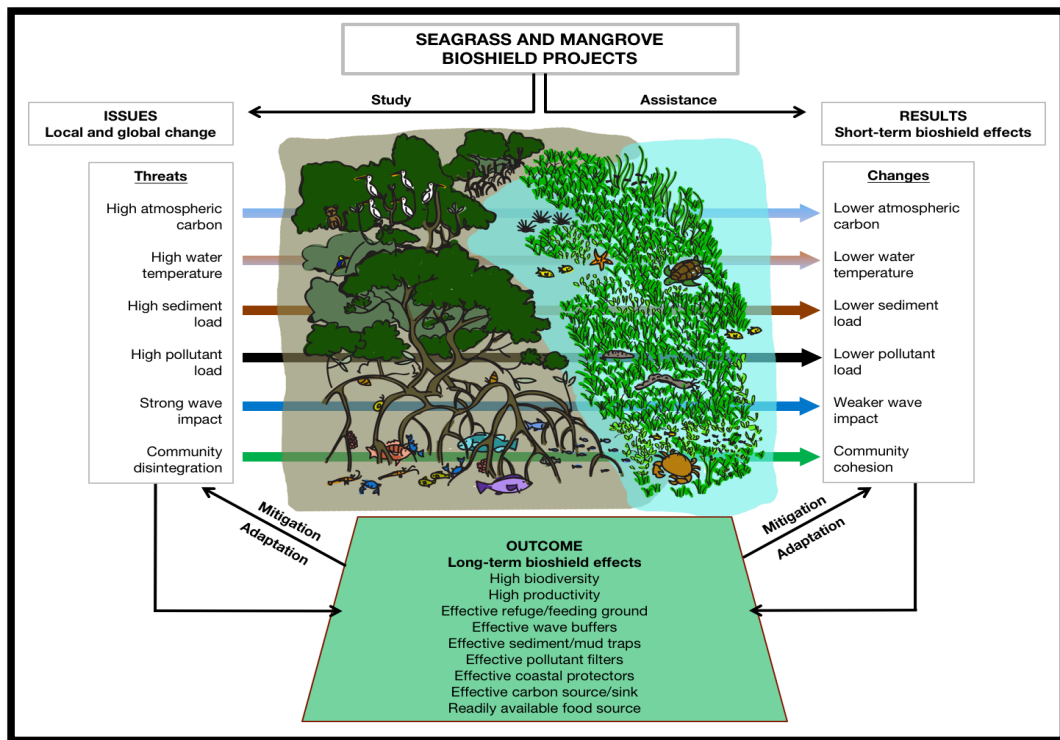 SEAGRASS AND MANGROVE
BIOSHIELD PROJECTS
Study
Assistance
ISSUES
Local and global change
RESULTS
Short-term bioshield effects
Threats
High atmospheric
carbon
High water
temperature
High sediment
load
High pollutant
load
Strong wave
impact
Community
disintegration
Changes
Lower atmospheric
carbon
Lower water
temperature
Lower sediment
load
Lower pollutant
load
Weaker wave
impact
Community
cohesion
Mitigation
Adaptation
Mitigation
Adaptation
OUTCOME
Long-term bioshield effects
High biodiversity
High productivity
Effective refuge/feeding ground
Effective wave buffers
Effective sediment/mud traps
Effective pollutant filters
Effective coastal protectors
Effective carbon source/sink
Readily available food source